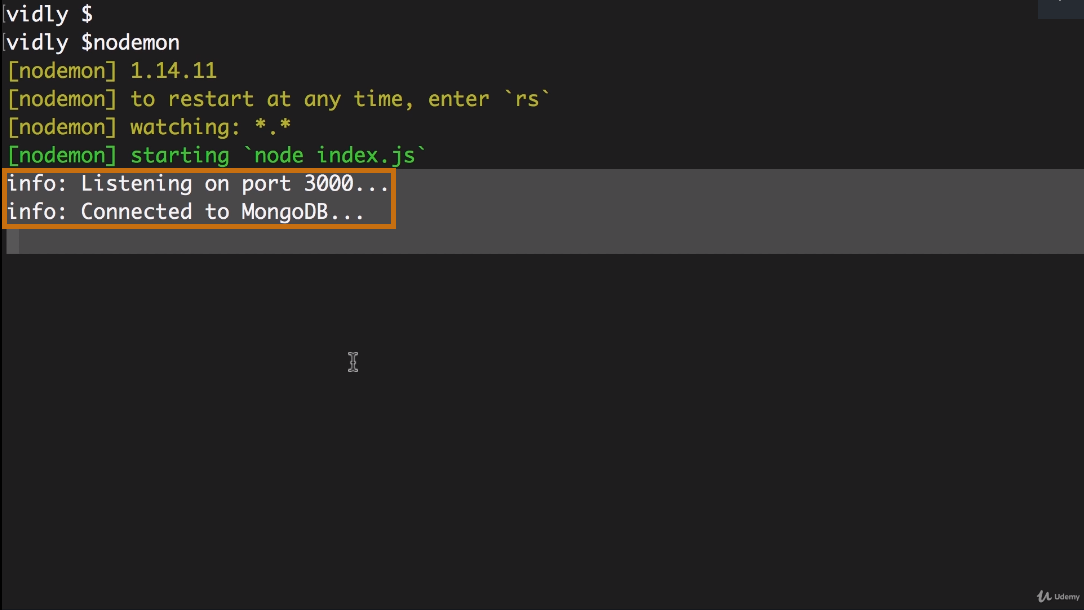 vidly $
vidly $nodemon
[nodemon] 1.14.11
[nodemon] to restart at any time, enter `rs`
[nodemon] watching: *.*
[nodemon] starting `node index.js`
info: Listening on port 3000...
info: Connected to MongoDB...
Udemy